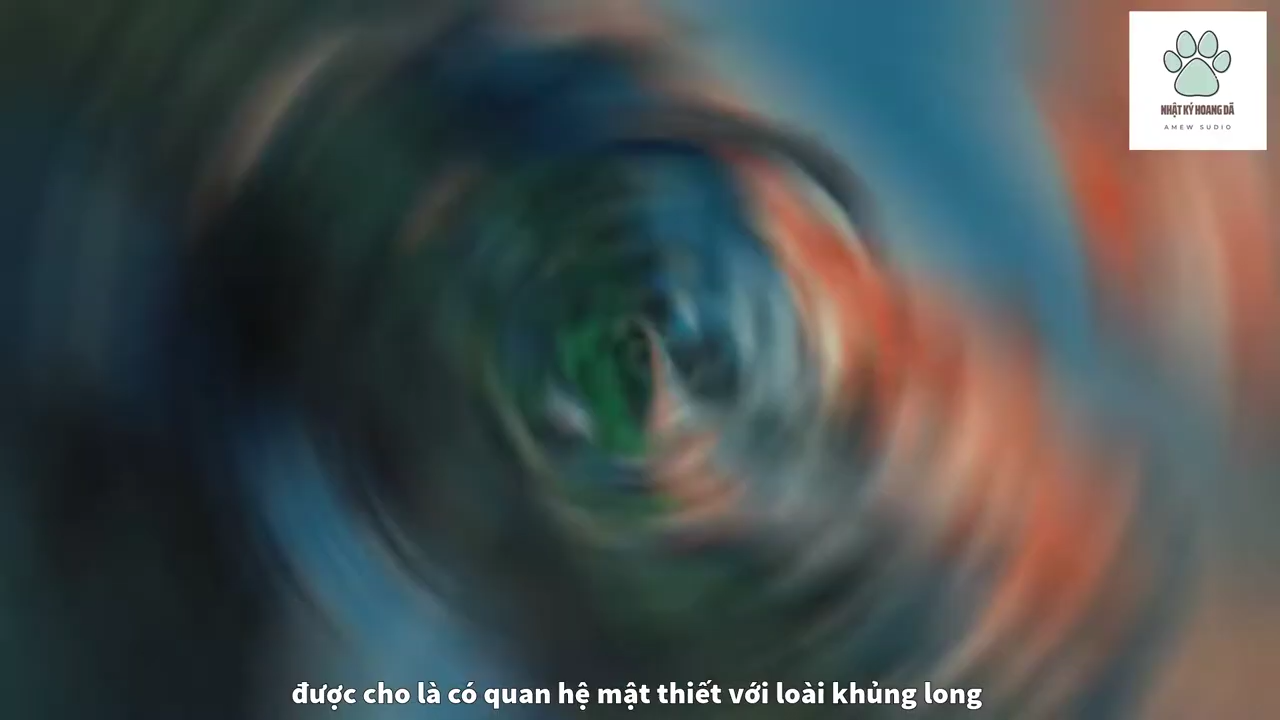 NHẬT KÝ HOANG DÃ
AMEW SUDIO
được cho là có quan hệ mật thiết với loài khủng long